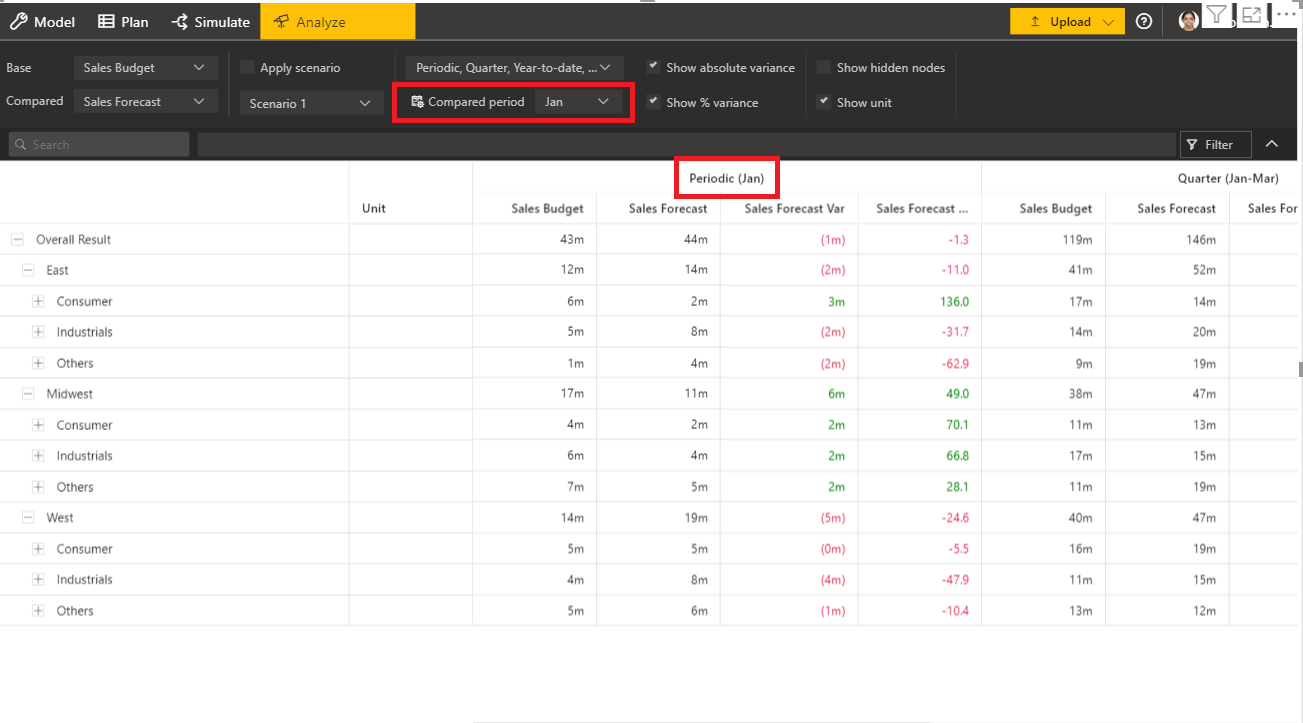 Model Plan Simulate Analyze Upload
Base Sales Budget Apply scenario Periodic, Quarter, Year-to-date, ... Show absolute variance Show hidden nodes
Compared Sales Forecast Scenario 1 Compared period Jan Show % variance Show unit
Search Filter
Periodic (Jan) Quarter (Jan-Mar)
Unit Sales Budget Sales Forecast Sales Forecast Var Sales Forecast ... Sales Budget Sales Forecast Sales For
Overall Result 43m 44m (1m) -1.3 119m 146m
East 12m 14m (2m) -11.0 41m 52m
Consumer 6m 2m 3m 136.0 17m 14m
Industrials 5m 8m (2m) -31.7 14m 20m
Others 1m 4m (2m) -62.9 9m 19m
Midwest 17m 11m 6m 49.0 38m 47m
Consumer 4m 2m 2m 70.1 11m 13m
Industrials 6m 4m 2m 66.8 17m 15m
Others 7m 5m 2m 28.1 11m 19m
West 14m 19m (5m) -24.6 40m 47m
Consumer 5m 5m (0m) -5.5 16m 19m
Industrials 4m 8m (4m) -47.9 11m 15m
Others 5m 6m (1m) -10.4 13m 12m